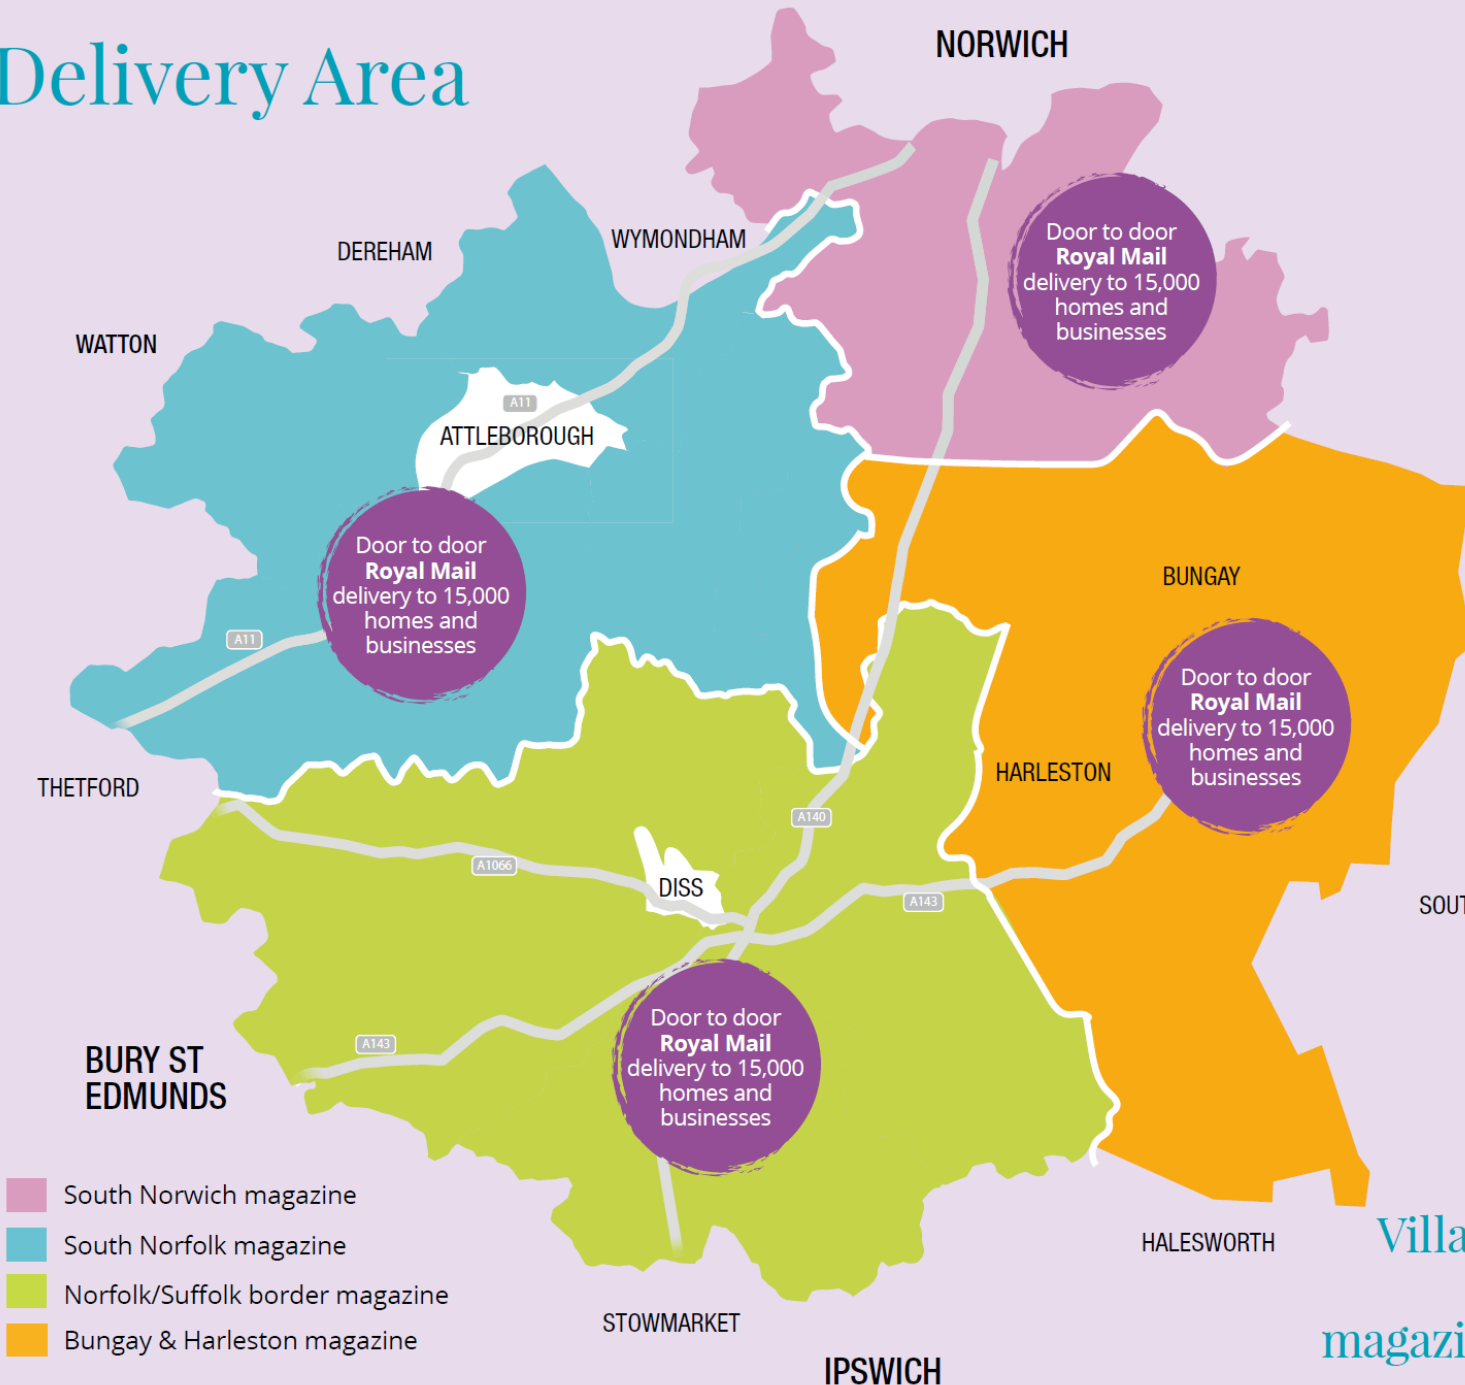 Delivery Area
NORWICH
DEREHAM
WYMONDHAM
WATTON
Door to door
Royal Mail
delivery to 15,000
homes and
businesses
A11
ATTLEBOROUGH
Door to door
Royal Mail
delivery to 15,000
homes and
businesses
A11
BUNGAY
Door to door
Royal Mail
delivery to 15,000
homes and
businesses
THETFORD
HARLESTON
A140
A1066
DISS
A143
SOUT
Door to door
Royal Mail
delivery to 15,000
homes and
businesses
A143
BURY ST
EDMUNDS
South Norwich magazine
South Norfolk magazine
Norfolk/Suffolk border magazine
Bungay & Harleston magazine
HALESWORTH
Villa
STOWMARKET
magazi
IPSWICH